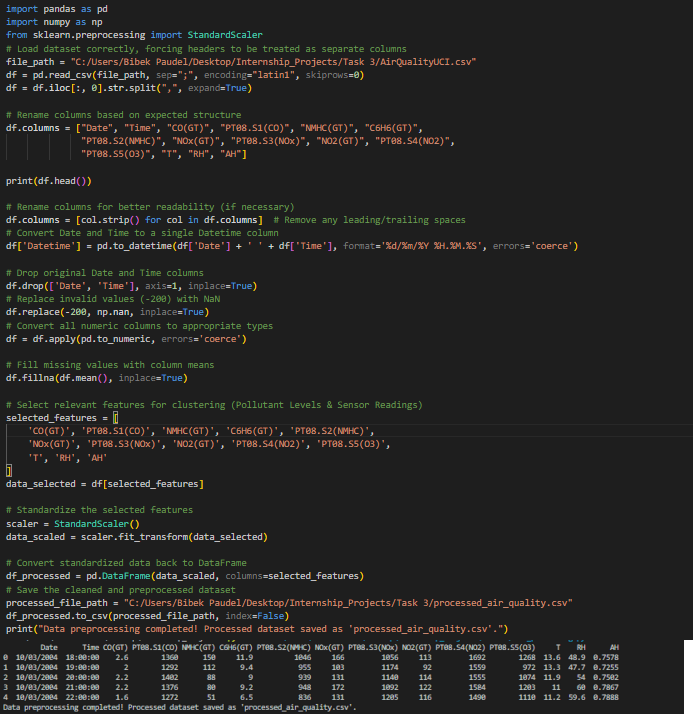 import pandas as pd
import numpy as np
from sklearn.preprocessing import StandardScaler
# Load dataset correctly, forcing headers to be treated as separate columns
file_path = "C:/Users/Bibek Paudel/Desktop/Internship_Projects/Task 3/AirQualityUCI.csv"
df = pd.read_csv(file_path, sep=";", encoding="latin1", skiprows=0)
df = df.iloc[:, 0].str.split(",", expand=True)
# Rename columns based on expected structure
df.columns = ["Date", "Time", "CO(GT)", "PT08.S1(CO)", "NMHC(GT)", "C6H6(GT)",
"PT08.S2(NMHC)", "NOx(GT)", "PT08.S3(NOx)", "NO2(GT)", "PT08.S4(NO2)",
"PT08.S5(O3)", "T", "RH", "AH"]
print(df.head())
# Rename columns for better readability (if necessary)
df.columns = [col.strip() for col in df.columns]  # Remove any leading/trailing spaces
# Convert Date and Time to a single Datetime column
df['Datetime'] = pd.to_datetime(df['Date'] + ' ' + df['Time'], format='%d/%m/%Y %H.%M.%S', errors='coerce')
# Drop original Date and Time columns
df.drop(['Date', 'Time'], axis=1, inplace=True)
# Replace invalid values (-200) with NaN
df.replace(-200, np.nan, inplace=True)
# Convert all numeric columns to appropriate types
df = df.apply(pd.to_numeric, errors='coerce')
# Fill missing values with column means
df.fillna(df.mean(), inplace=True)
# Select relevant features for clustering (Pollutant Levels & Sensor Readings)
selected_features = [
'CO(GT)', 'PT08.S1(CO)', 'NMHC(GT)', 'C6H6(GT)', 'PT08.S2(NMHC)',
'NOx(GT)', 'PT08.S3(NOx)', 'NO2(GT)', 'PT08.S4(NO2)', 'PT08.S5(O3)',
'T', 'RH', 'AH'
]
data_selected = df[selected_features]
# Standardize the selected features
scaler = StandardScaler()
data_scaled = scaler.fit_transform(data_selected)
# Convert standardized data back to DataFrame
df_processed = pd.DataFrame(data_scaled, columns=selected_features)
# Save the cleaned and preprocessed dataset
processed_file_path = "C:/Users/Bibek Paudel/Desktop/Internship_Projects/Task 3/processed_air_quality.csv"
df_processed.to_csv(processed_file_path, index=False)
print("Data preprocessing completed! Processed dataset saved as 'processed_air_quality.csv'.")
Date Time CO(GT) PT08.S1(CO) NMHC(GT) C6H6(GT) PT08.S2(NMHC) NOx(GT) PT08.S3(NOx) NO2(GT) PT08.S4(NO2) PT08.S5(O3) T RH AH
0 10/03/2004 18:00:00 2.6 1360 150 11.9 1046 166 1056 113 1692 1268 13.6 48.9 0.7578
1 10/03/2004 19:00:00 2 1292 112 9.4 955 103 1174 92 1559 972 13.3 47.7 0.7255
2 10/03/2004 20:00:00 2.2 1402 88 9 939 131 1140 114 1555 1074 11.9 54 0.7502
3 10/03/2004 21:00:00 2.2 1376 80 9.2 948 172 1092 122 1584 1203 11 60 0.7867
4 10/03/2004 22:00:00 1.6 1272 51 6.5 836 131 1205 116 1490 1110 11.2 59.6 0.7888
Data preprocessing completed! Processed dataset saved as 'processed_air_quality.csv'.